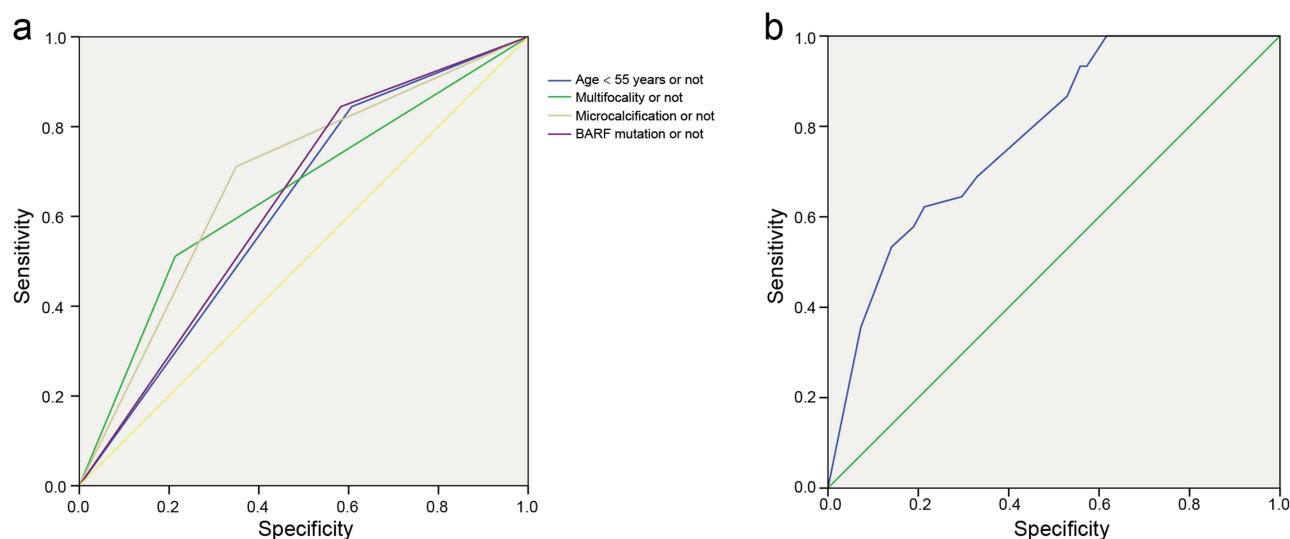 a
1.0
0.8
0.6
0.4
0.2
0.0
Sensitivity
0.0 0.2 0.4 0.6 0.8 1.0
Specificity
Age < 55 years or not
Multifocality or not
Microcalcification or not
BARF mutation or not
b
1.0
0.8
0.6
0.4
0.2
0.0
Sensitivity
0.0 0.2 0.4 0.6 0.8 1.0
Specificity